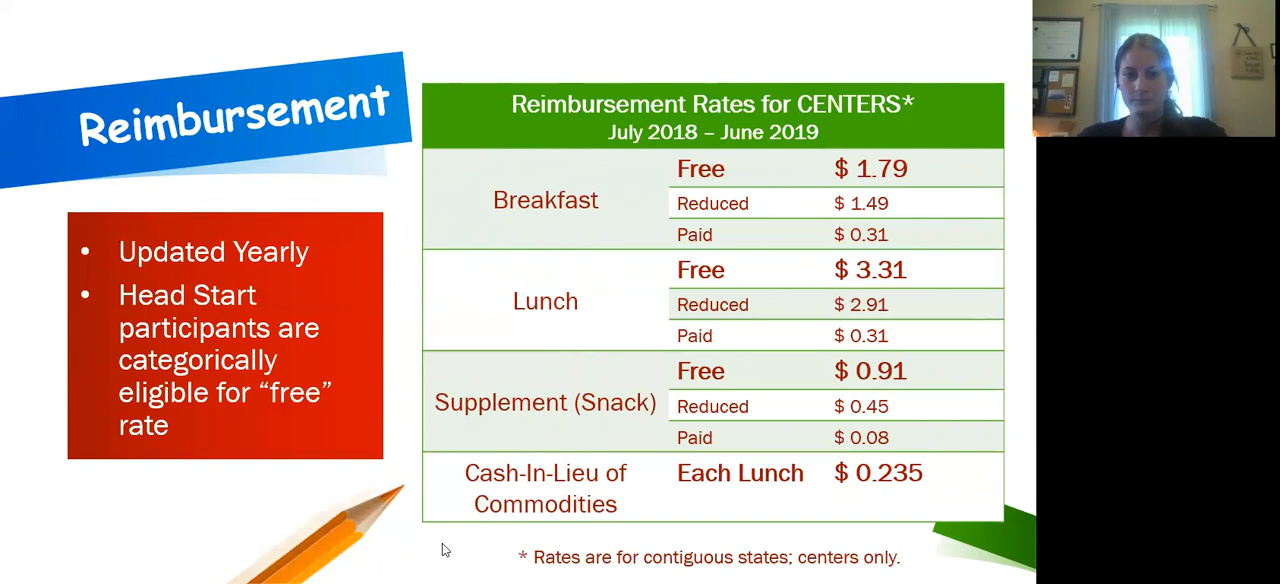 Reimbursement
• Updated Yearly
• Head Start
participants are
categorically
eligible for “free”
rate
Reimbursement Rates for CENTERS*
July 2018 – June 2019
Breakfast
Free $ 1.79
Reduced $ 1.49
Paid $ 0.31
Lunch
Free $ 3.31
Reduced $ 2.91
Paid $ 0.31
Supplement (Snack)
Free $ 0.91
Reduced $ 0.45
Paid $ 0.08
Cash-In-Lieu of
Commodities
Each Lunch $ 0.235
* Rates are for contiguous states; centers only.